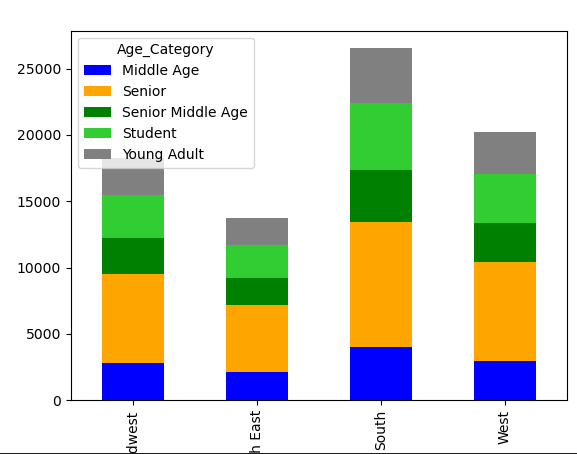 Age_Category
Middle Age
Senior
Senior Middle Age
Student
Young Adult
25000
20000
15000
10000
5000
0
dwest
h East
South
West